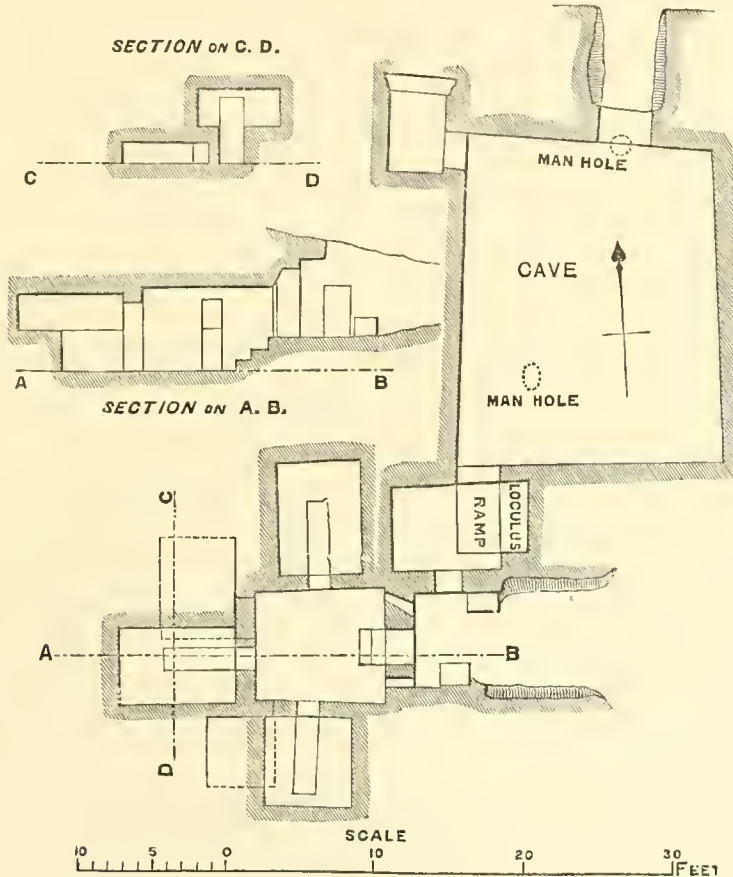 SECTION ON C. D.
C
D
MAN HOLE
CAVE
MAN HOLE
A
B
SECTION ON A. B.
C
RAMP
LOCULUS
A
B
D
SCALE
10 5 0 10 20 30 FEET